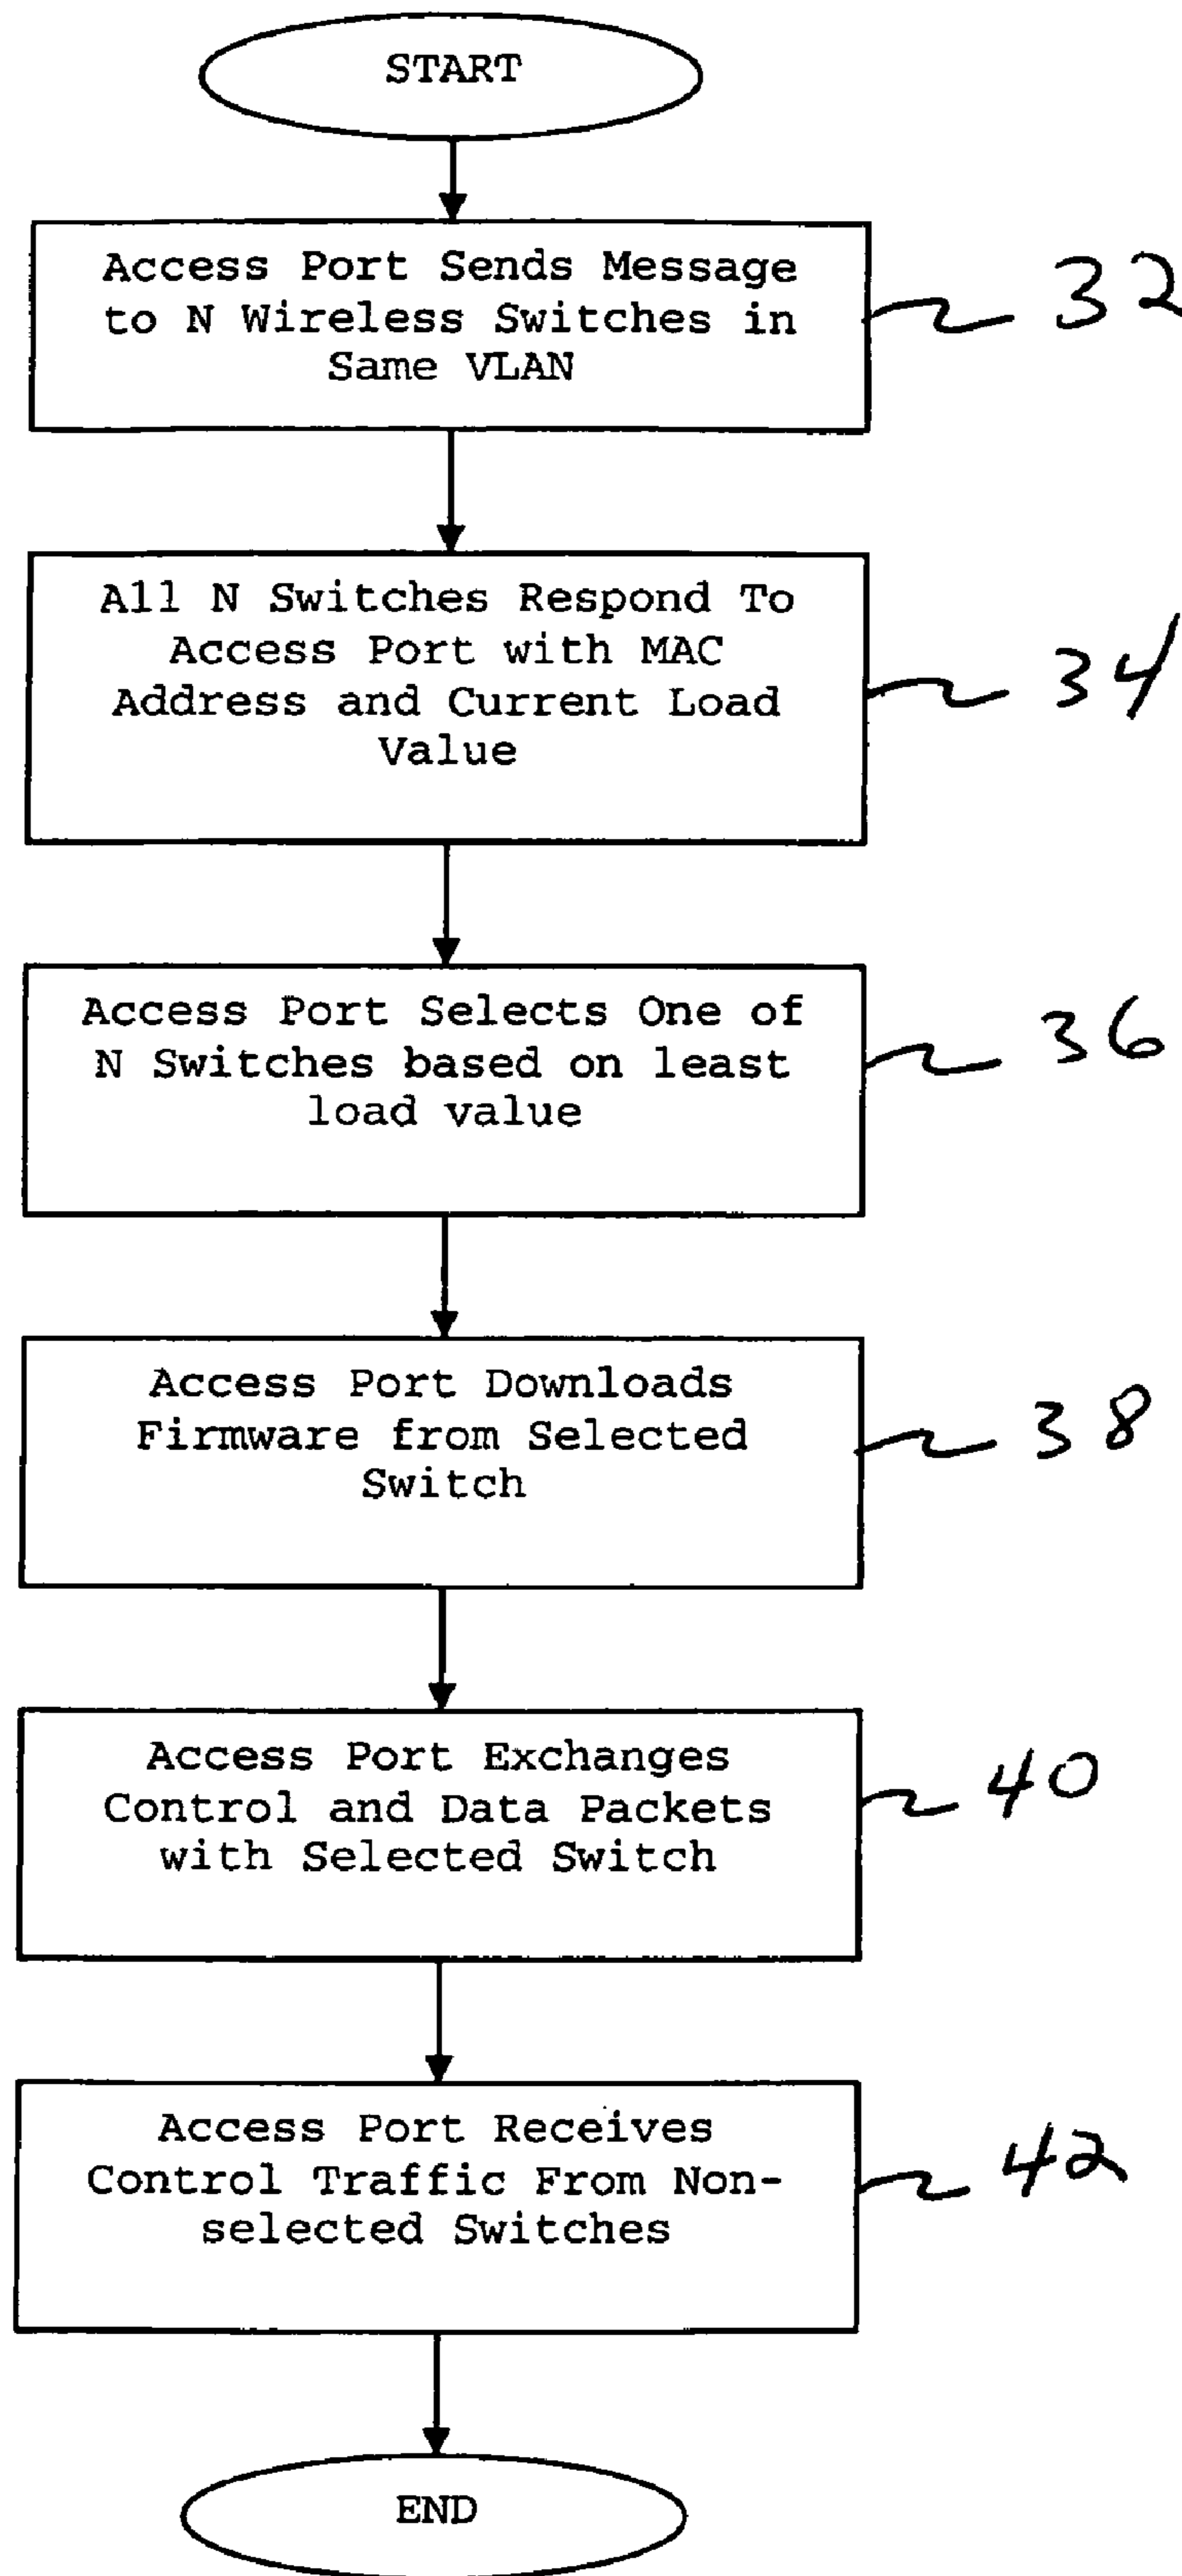 START
Access Port Sends Message
to N Wireless Switches in
Same VLAN
32
All N Switches Respond To
Access Port with MAC
Address and Current Load
Value
34
Access Port Selects One of
N Switches based on least
load value
36
Access Port Downloads
Firmware from Selected
Switch
38
Access Port Exchanges
Control and Data Packets
with Selected Switch
40
Access Port Receives
Control Traffic From Non-
selected Switches
42
END